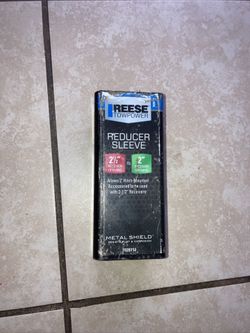 REESE
TOWPOWER
REDUCER
SLEEVE
2½" 2"
Allows 2" Hitch-Mounted
Accessories to be used
with 2-1/2" Receivers
METAL SHIELD